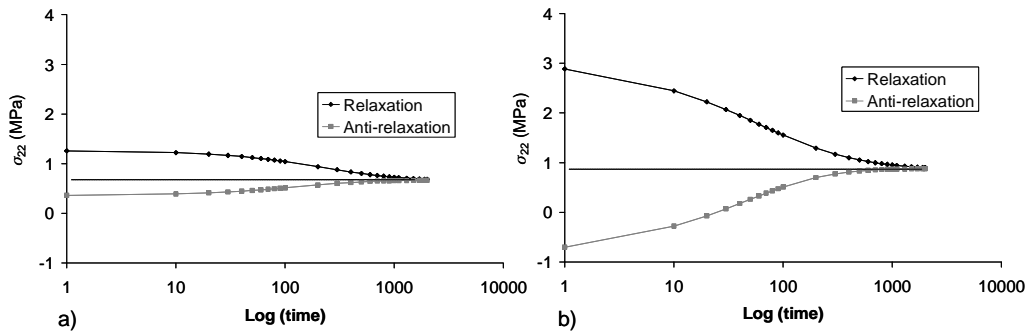 4
3
2
1
0
-1
σ22 (MPa)
Relaxation
Anti-relaxation
1
10
100
1000
10000
Log (time)
a)
4
3
2
1
0
-1
σ22 (MPa)
Relaxation
Anti-relaxation
1
10
100
1000
10000
Log (time)
b)